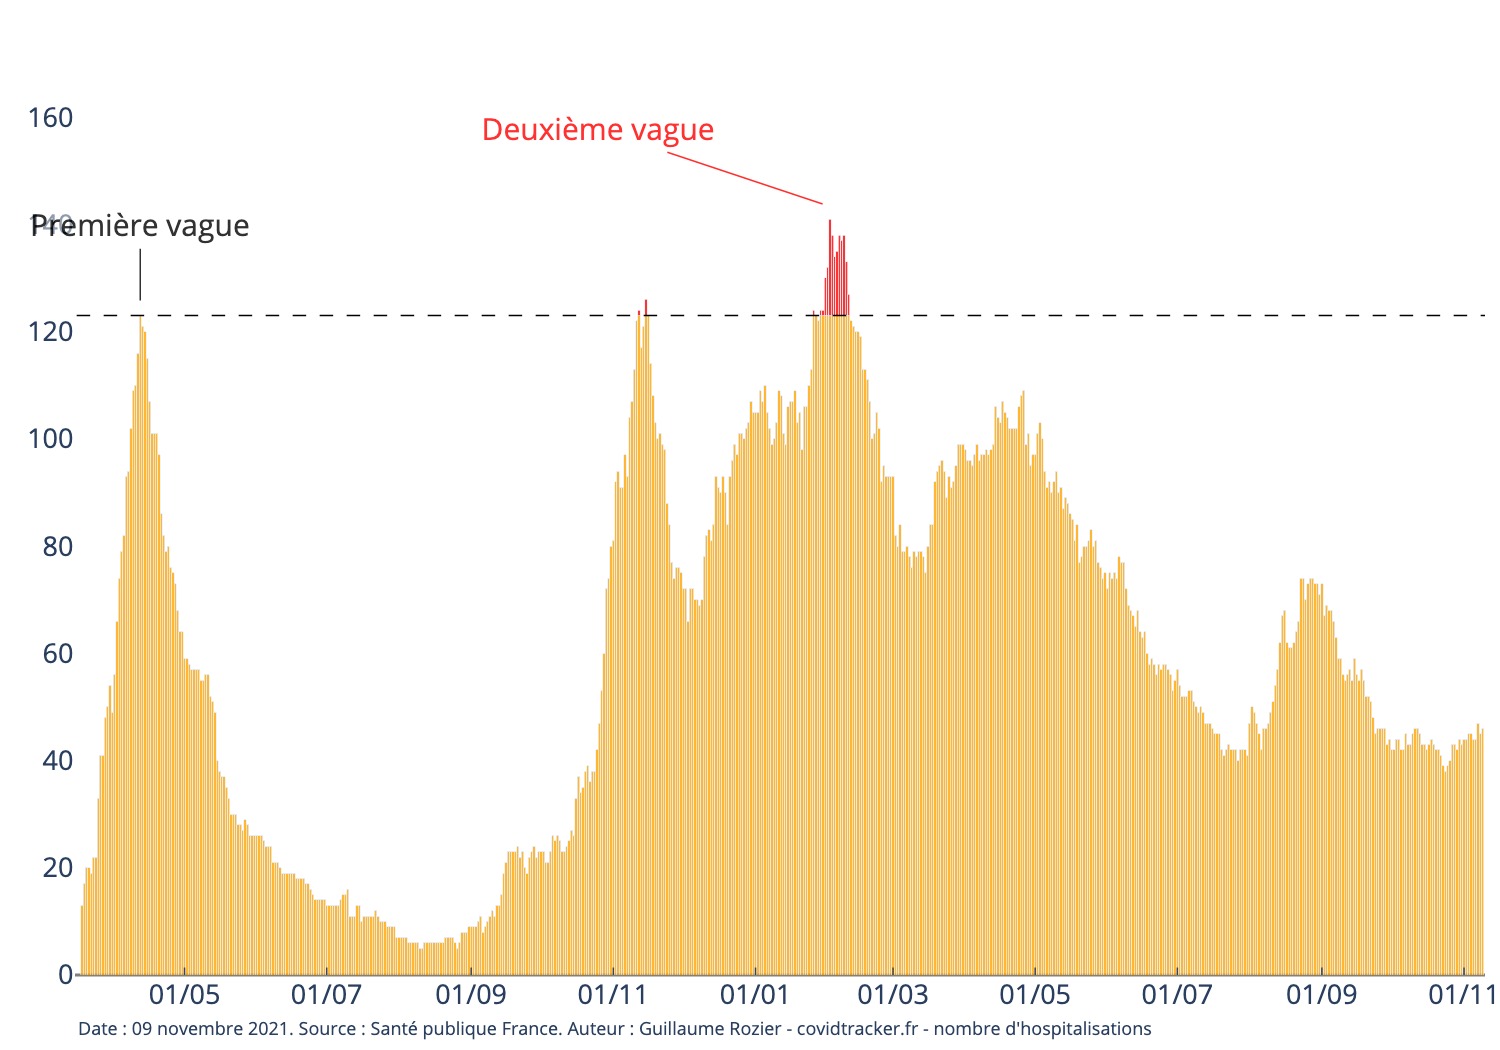 160
Deuxième vague
140
Première vague
120
100
80
60
40
20
0
01/05 01/07 01/09 01/11 01/01 01/03 01/05 01/07 01/09 01/11
Date : 09 novembre 2021. Source : Santé publique France. Auteur : Guillaume Rozier - covidtracker.fr - nombre d'hospitalisations